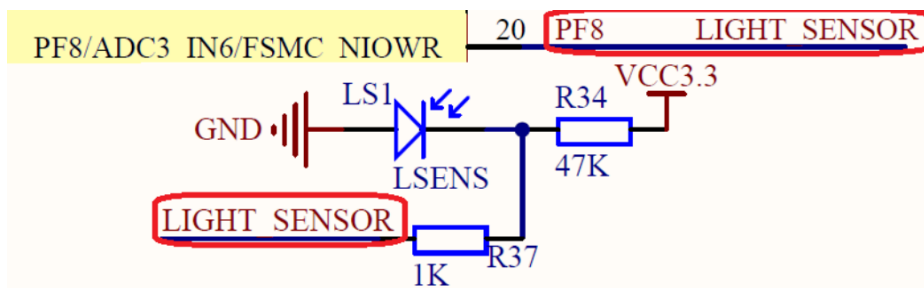 PF8/ADC3 IN6/FSMC NIOWR
20
PF8 LIGHT SENSOR
VCC3.3
LS1
R34
GND
LSENS
47K
LIGHT SENSOR
R37
1K